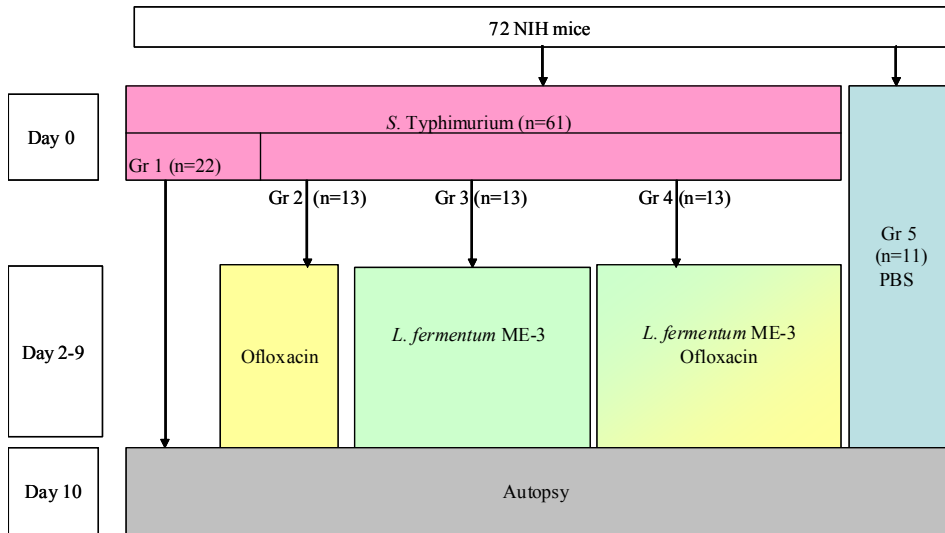 72 NIH mice
Day 0
S. Typhimurium (n=61)
Gr 1 (n=22)
Gr 2 (n=13)
Gr 3 (n=13)
Gr 4 (n=13)
Gr 5
(n=11)
PBS
Day 2-9
Ofloxacin
L. fermentum ME-3
L. fermentum ME-3
Ofloxacin
Day 10
Autopsy